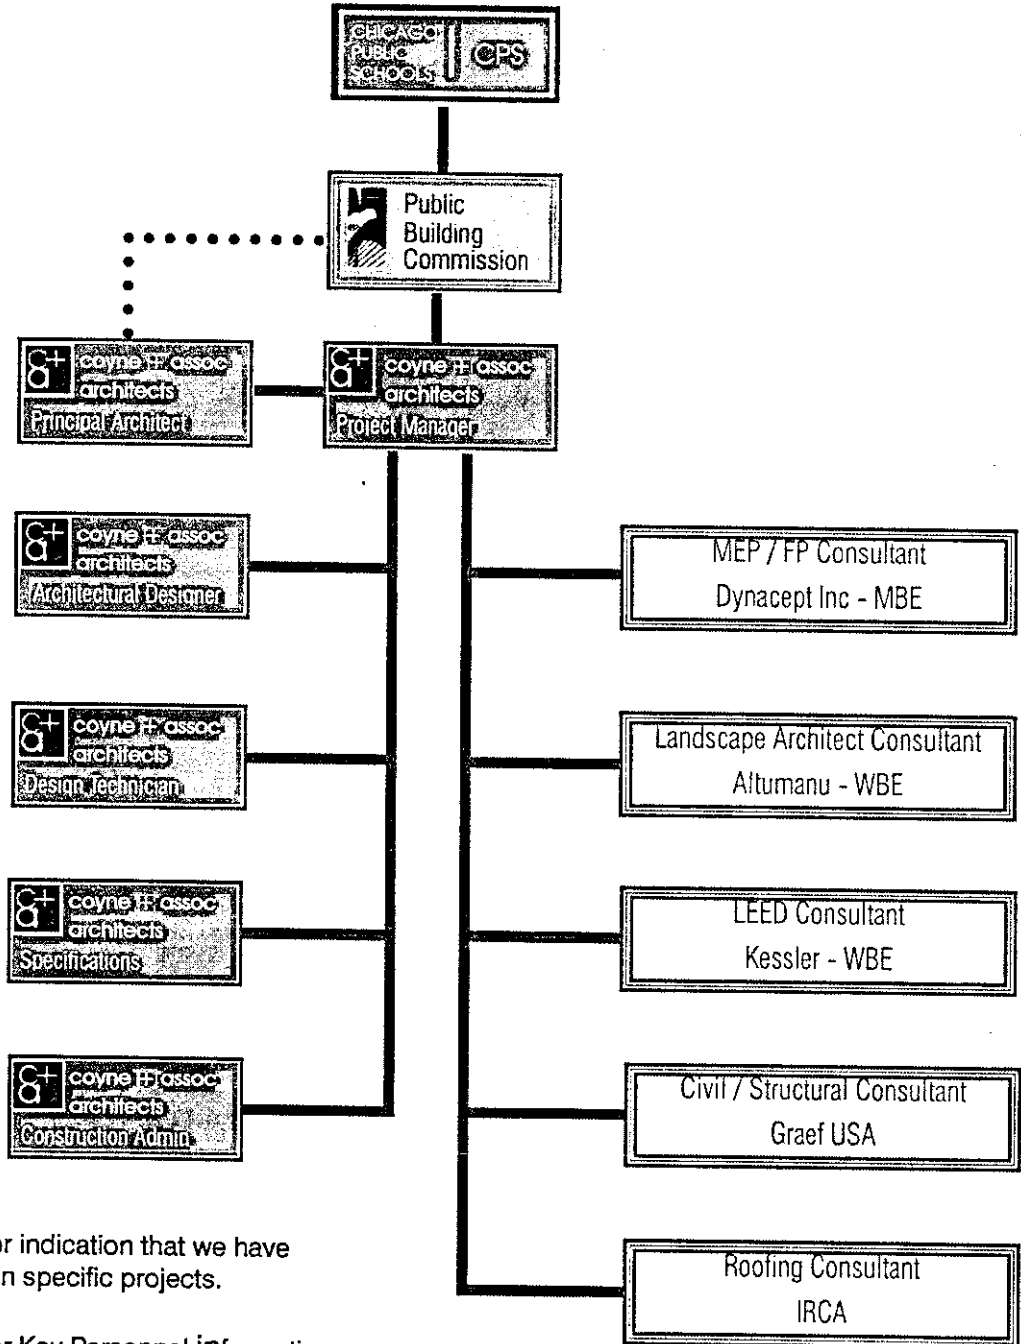 CHICAGO
PUBLIC
SCHOOLS
CPS
Public
Building
Commission
c+
a
coyne + assoc
architects
Principal Architect
c+
a
coyne + assoc
architects
Project Manager
c+
a
coyne + assoc
architects
Architectural Designer
MEP / FP Consultant
Dynacept Inc - MBE
c+
a
coyne + assoc
architects
Design Technician
Landscape Architect Consultant
Altumanu - WBE
c+
a
coyne + assoc
architects
Specifications
LEED Consultant
Kessler - WBE
c+
a
coyne + assoc
architects
Construction Admin
Civil / Structural Consultant
Graef USA
Roofing Consultant
IRCA
or indication that we have
n specific projects.
Key Personnel